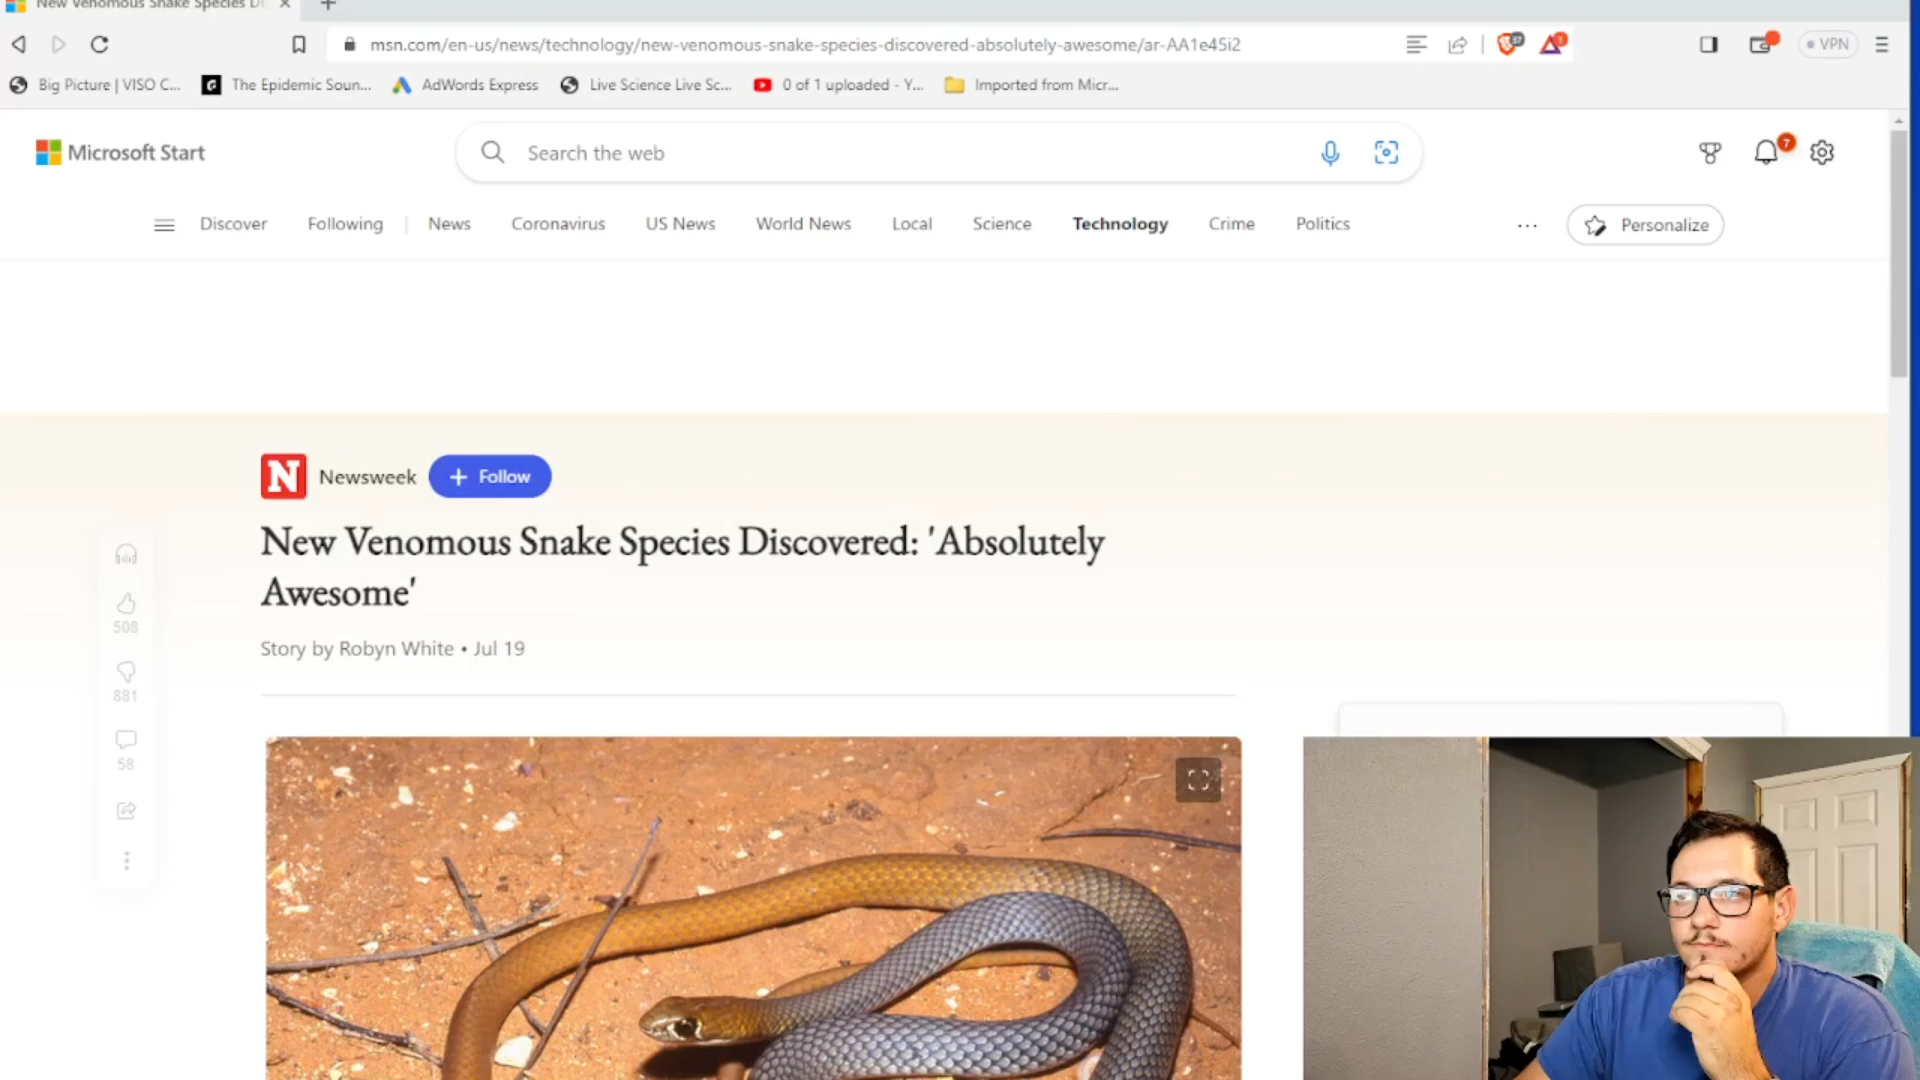 New Venomous Snake Species Di
msn.com/en-us/news/technology/new-venomous-snake-species-discovered-absolutely-awesome/ar-AA1e45i2
37
1
VPN
Big Picture | VISO C...
The Epidemic Soun...
AdWords Express
Live Science Live Sc...
0 of 1 uploaded - Y...
Imported from Micr...
Microsoft Start
Search the web
7
Discover
Following
News
Coronavirus
US News
World News
Local
Science
Technology
Crime
Politics
...
Personalize
N
Newsweek
+ Follow
New Venomous Snake Species Discovered: 'Absolutely
Awesome'
Story by Robyn White • Jul 19
508
881
58